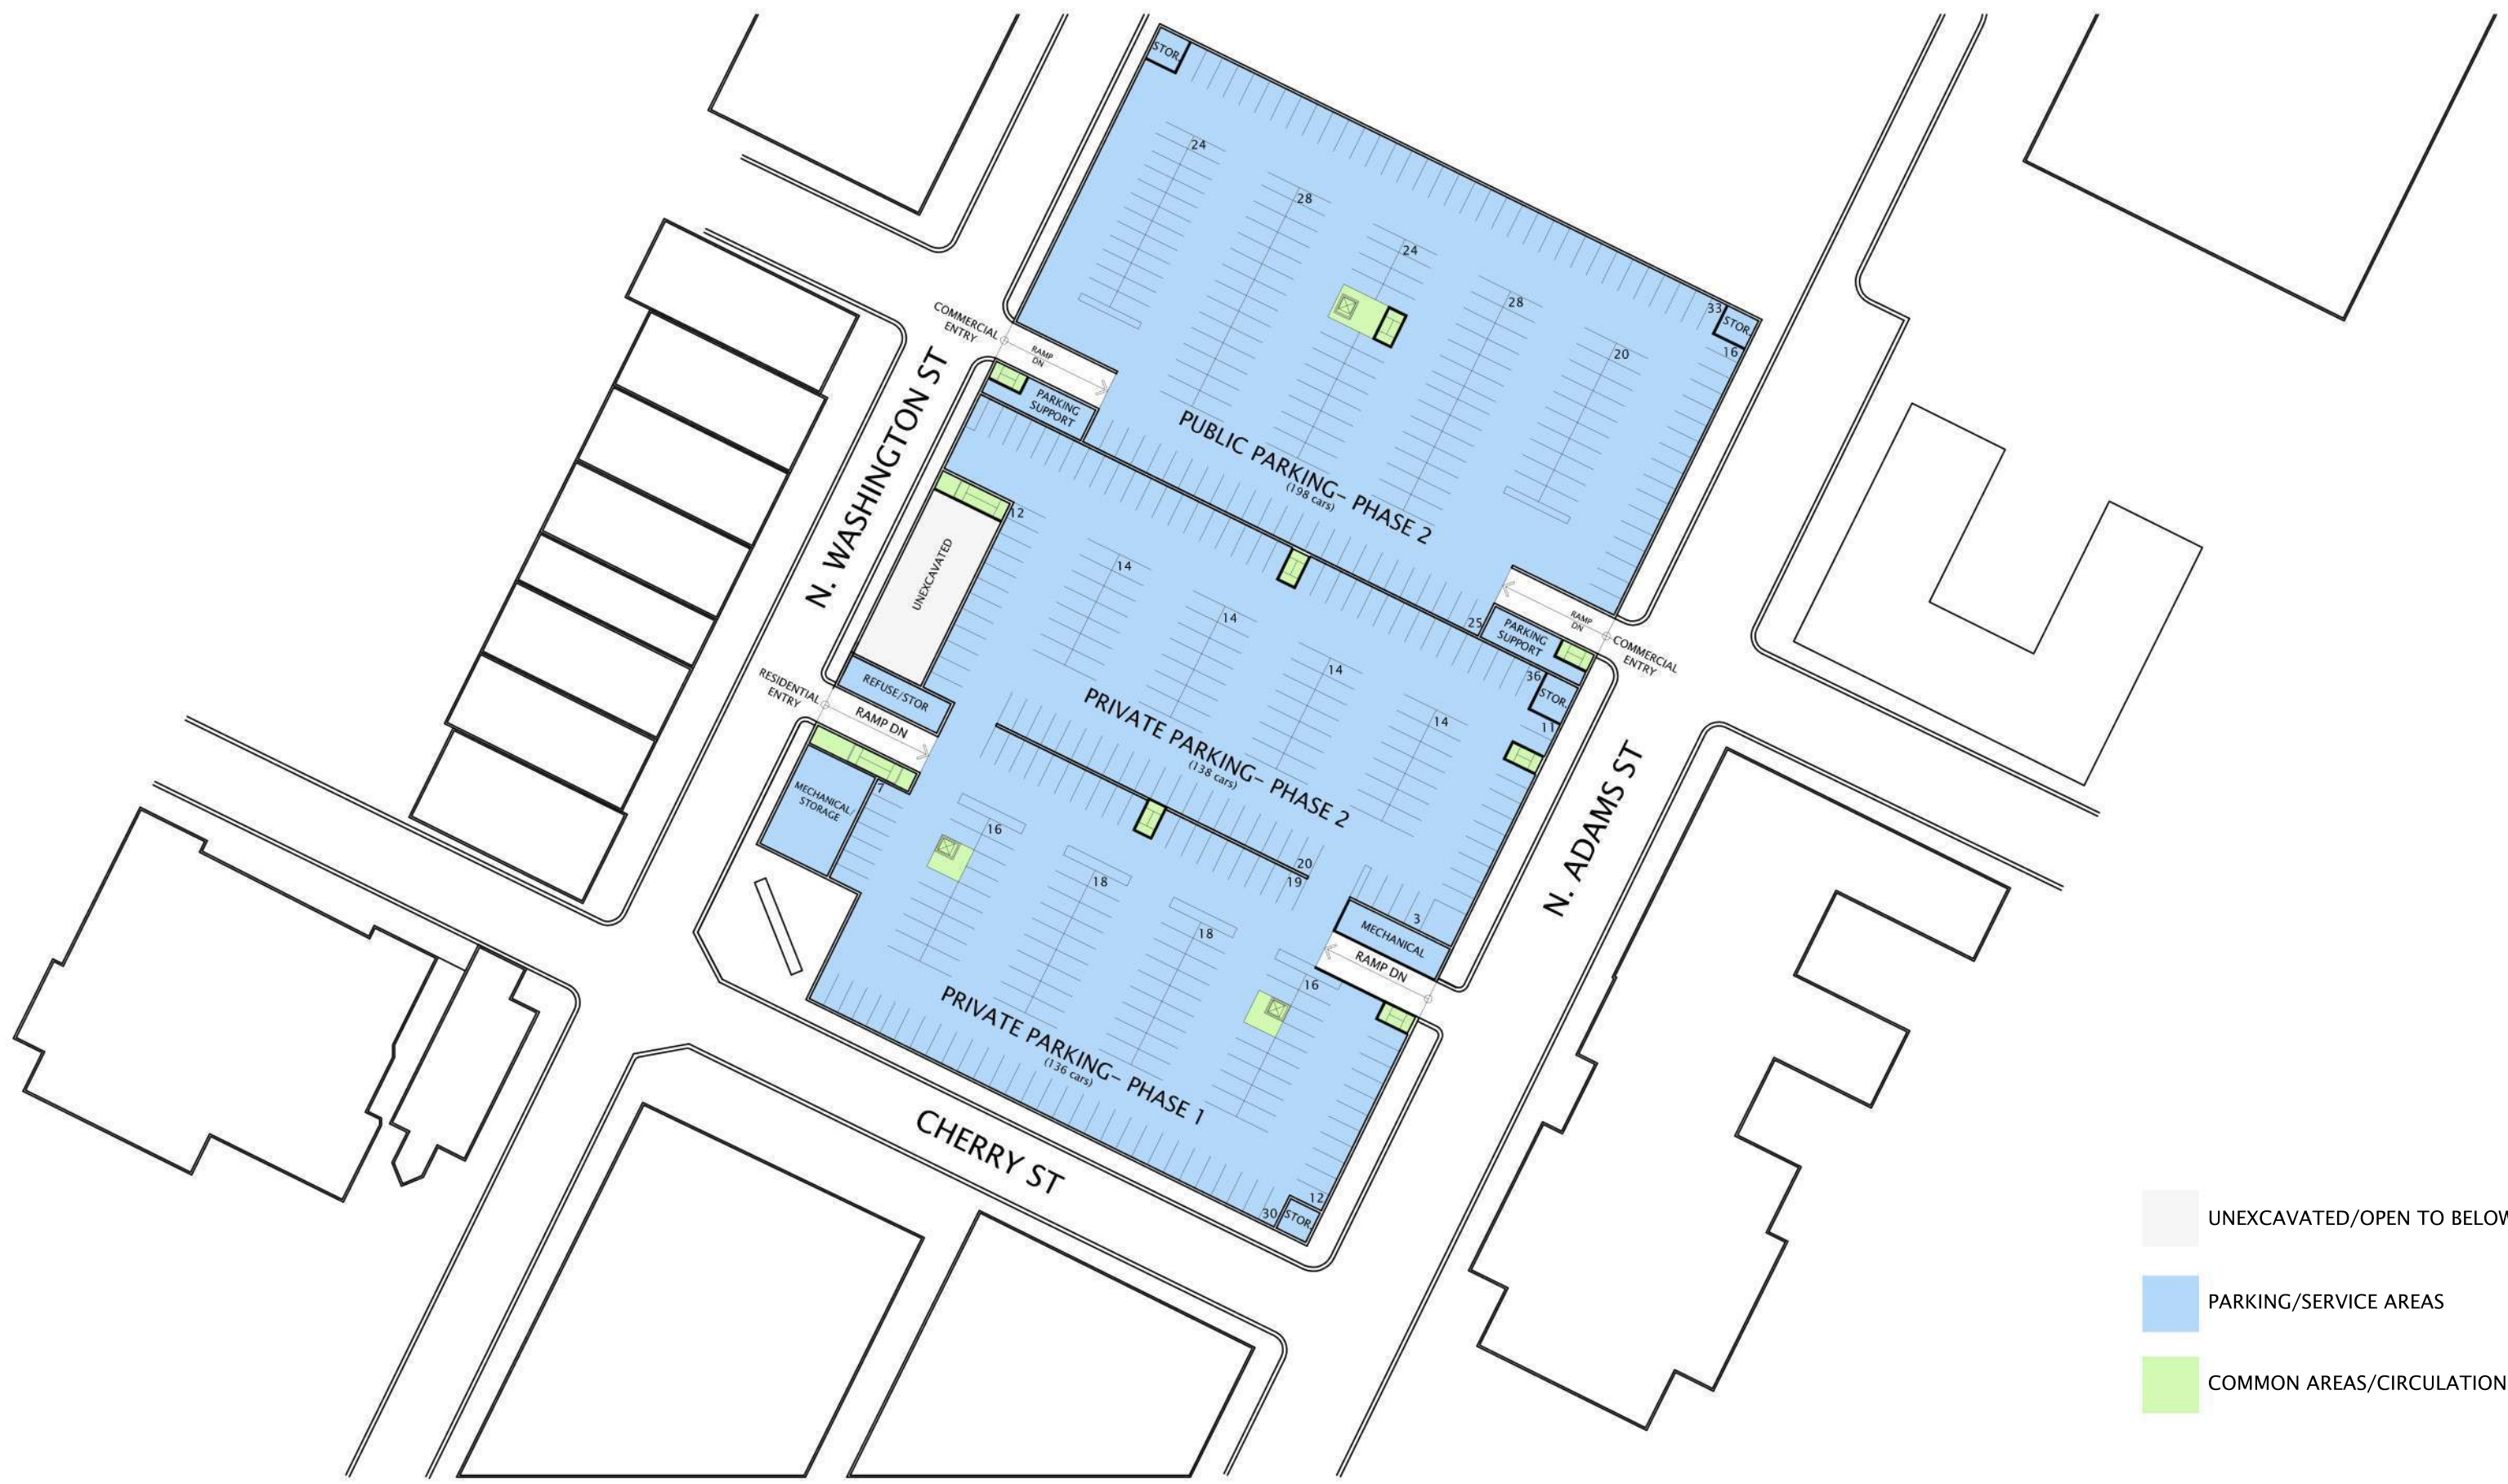 STOR.
24
28
24
28
20
33
STOR.
16
COMMERCIAL
ENTRY
RAMP
DN
PARKING
SUPPORT
PUBLIC PARKING- PHASE 2
(198 cars)
N. WASHINGTON ST
12
UNEXCAVATED
14
14
14
14
25
RAMP
DN
COMMERCIAL
ENTRY
PARKING
SUPPORT
36
STOR.
11
REFUSE/STOR
RESIDENTIAL
ENTRY
RAMP DN
PRIVATE PARKING- PHASE 2
(138 cars)
N. ADAMS ST
MECHANICAL/
STORAGE
7
16
18
18
16
20
19
3
MECHANICAL
RAMP DN
PRIVATE PARKING- PHASE 1
(136 cars)
CHERRY ST
12
30
STOR.
UNEXCAVATED/OPEN TO BELOW
PARKING/SERVICE AREAS
COMMON AREAS/CIRCULATION